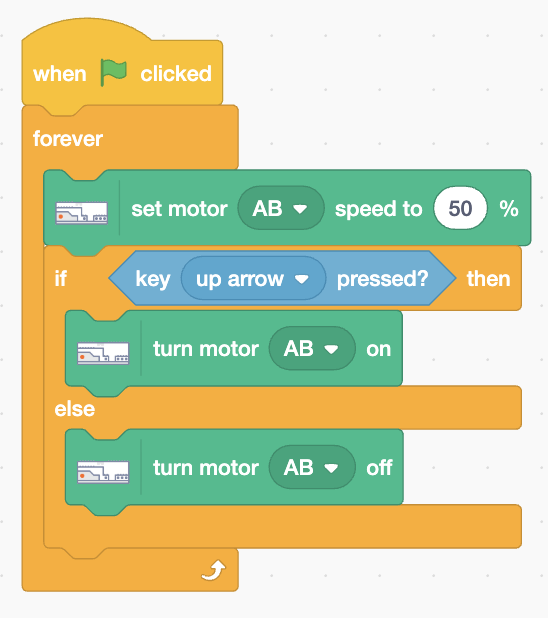 when clicked
forever
set motor AB speed to 50 %
if key up arrow pressed? then
turn motor AB on
else
turn motor AB off